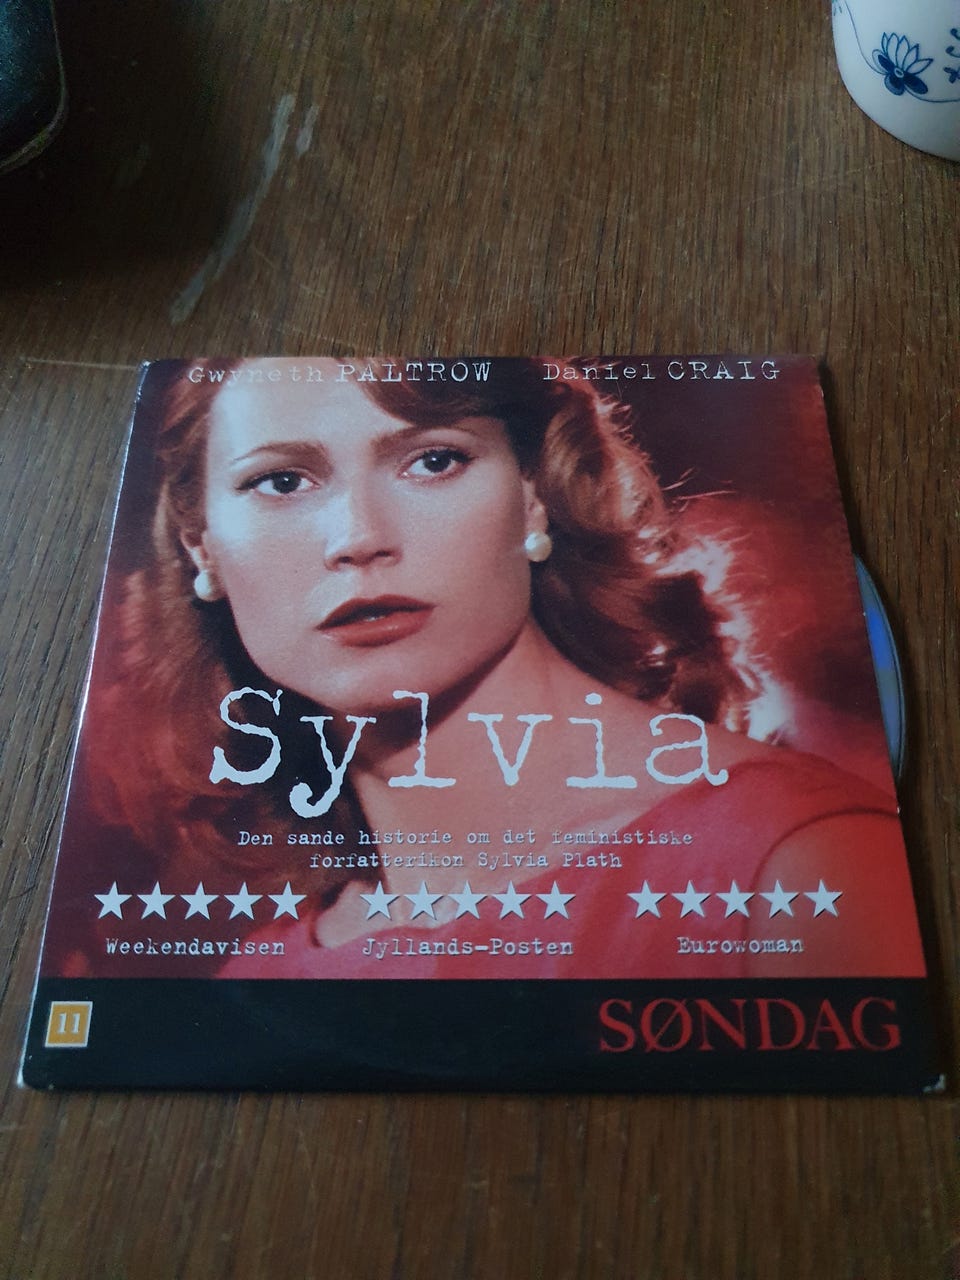 Gwyneth PALTROW Daniel CRAIG
Sylvia
Den sande historie om det feministiske
forfatterikon Sylvia Plath
★★★★★ ★★★★★ ★★★★★
Weekendavisen Jyllands-Posten Eurowoman
11 SØNDAG